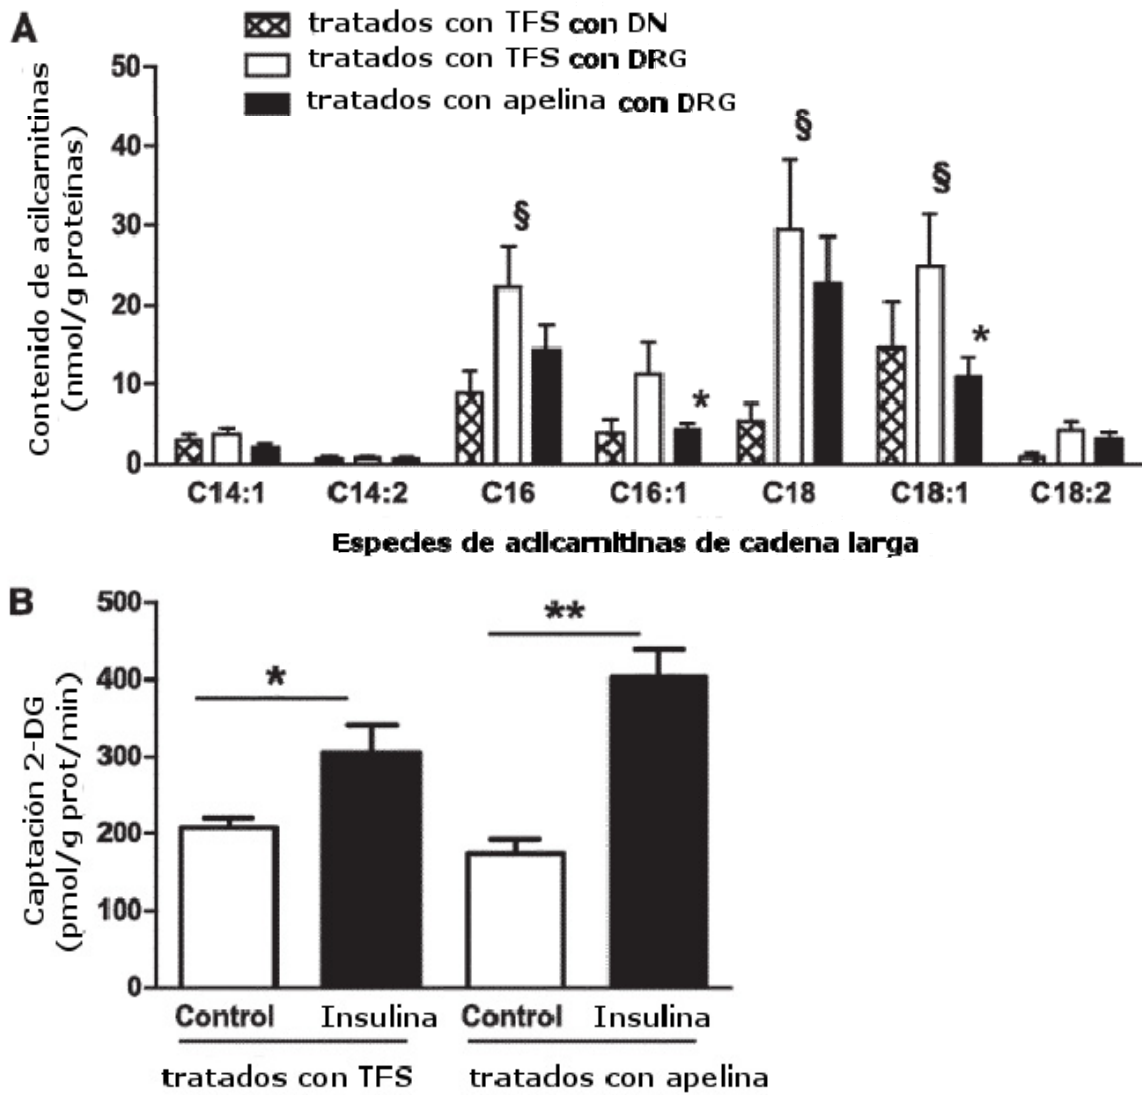 A
tratados con TFS con DN
tratados con TFS con DRG
tratados con apelina con DRG
Contenido de acilcarnitinas
(nmol/g proteínas)
50
40
30
20
10
0
§
§
§
*
*
C14:1 C14:2 C16 C16:1 C18 C18:1 C18:2
Especies de acilcarnitinas de cadena larga
B
Captación 2-DG
(pmol/g prot/min)
500
400
300
200
100
0
*
**
Control Insulina Control Insulina
tratados con TFS tratados con apelina